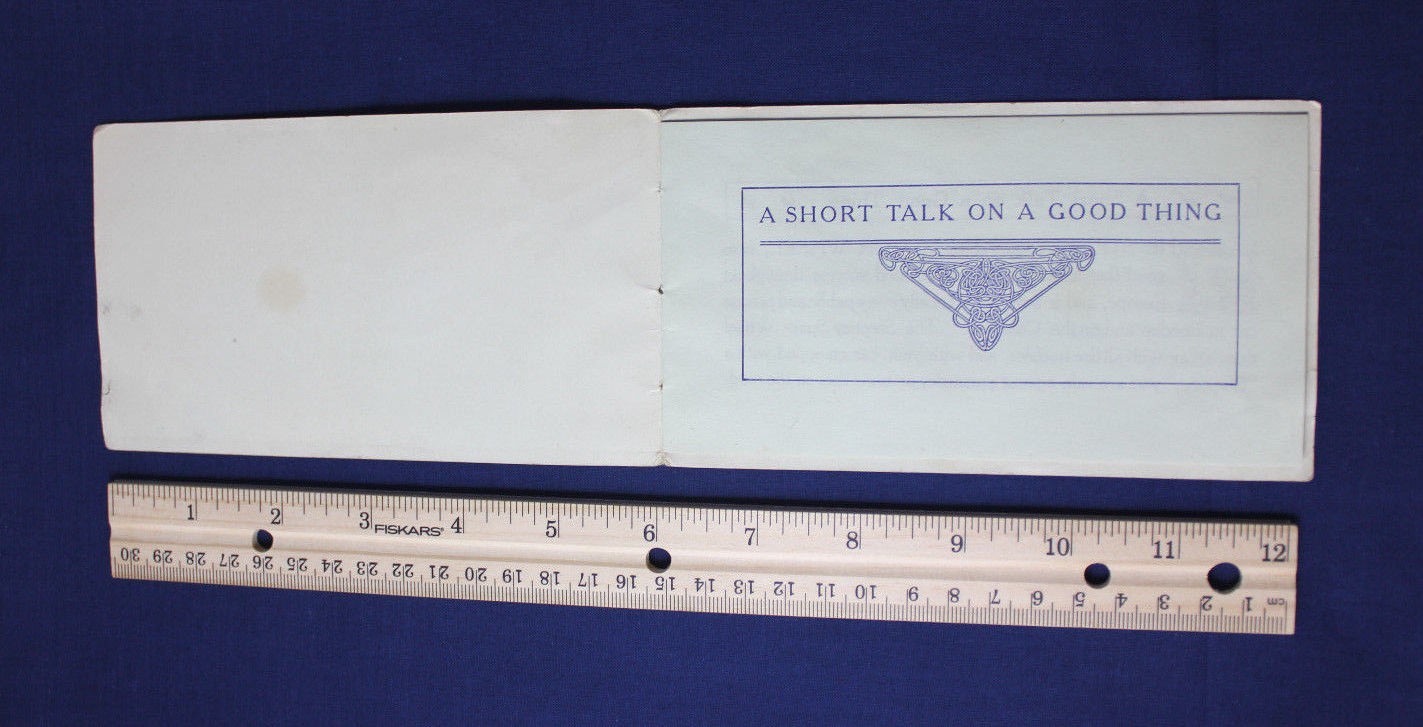 A SHORT TALK ON A GOOD THING
1 2 3 FISKARS® 4 5 6 7 8 9 10 11 12
30 29 28 27 26 25 24 23 22 21 20 19 18 17 16 15 14 13 12 11 10 9 8 7 6 5 4 3 2 1 cm